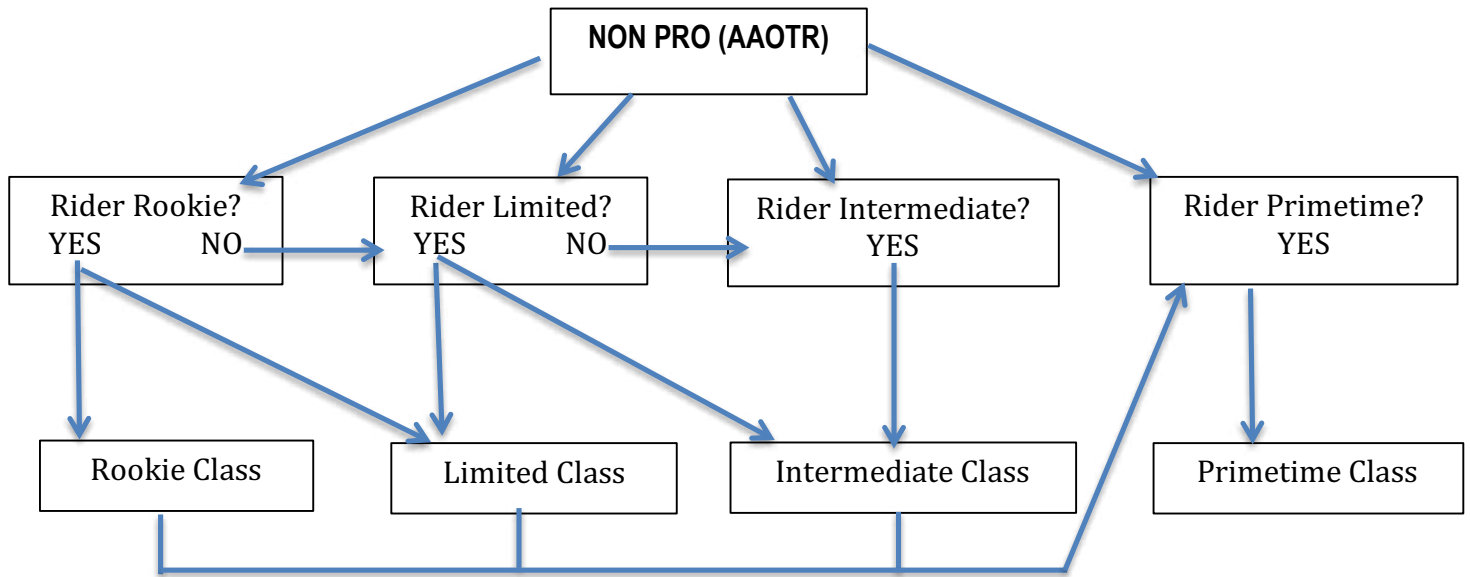 NON PRO (AAOTR)
Rider Rookie?
YES NO
Rider Limited?
YES NO
Rider Intermediate?
YES
Rider Primetime?
YES
Rookie Class
Limited Class
Intermediate Class
Primetime Class